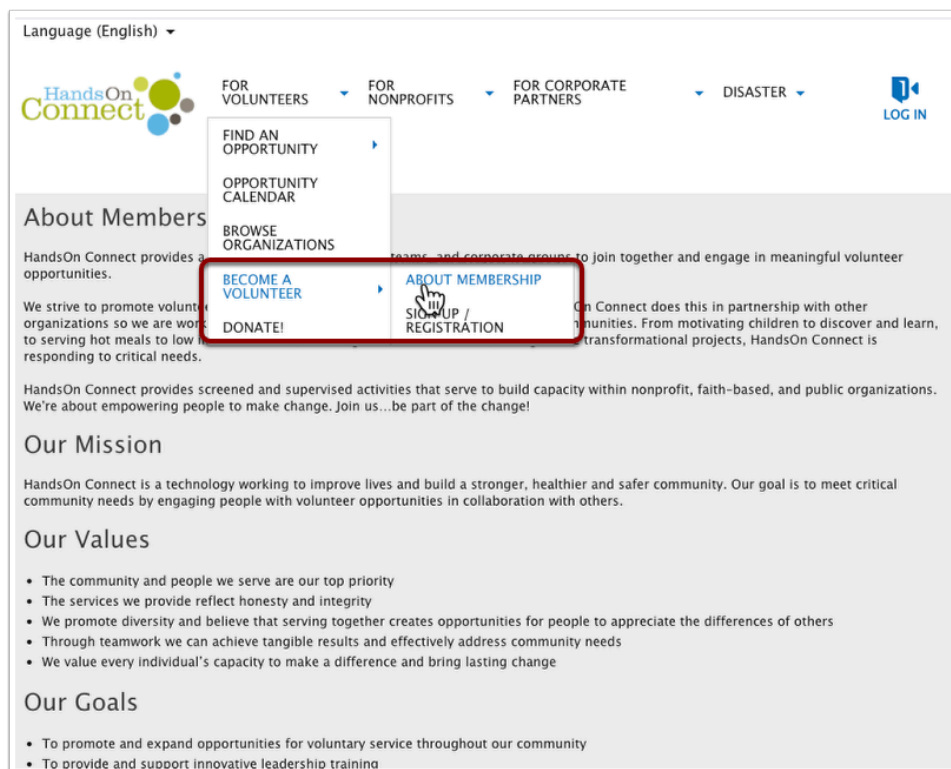 Language (English)
HandsOn
Connect
FOR
VOLUNTEERS
FOR
NONPROFITS
FOR CORPORATE
PARTNERS
DISASTER
LOG IN
FIND AN
OPPORTUNITY
OPPORTUNITY
CALENDAR
BROWSE
ORGANIZATIONS
BECOME A
VOLUNTEER
DONATE!
ABOUT MEMBERSHIP
SIGN UP /
REGISTRATION
About Members
HandsOn Connect provides a teams, and corporate groups to join together and engage in meaningful volunteer
opportunities.
We strive to promote volunte On Connect does this in partnership with other
organizations so we are work munities. From motivating children to discover and learn,
to serving hot meals to low transformational projects, HandsOn Connect is
responding to critical needs.
HandsOn Connect provides screened and supervised activities that serve to build capacity within nonprofit, faith-based, and public organizations.
We're about empowering people to make change. Join us...be part of the change!
Our Mission
HandsOn Connect is a technology working to improve lives and build a stronger, healthier and safer community. Our goal is to meet critical
community needs by engaging people with volunteer opportunities in collaboration with others.
Our Values
• The community and people we serve are our top priority
• The services we provide reflect honesty and integrity
• We promote diversity and believe that serving together creates opportunities for people to appreciate the differences of others
• Through teamwork we can achieve tangible results and effectively address community needs
• We value every individual's capacity to make a difference and bring lasting change
Our Goals
• To promote and expand opportunities for voluntary service throughout our community
• To provide and support innovative leadership training